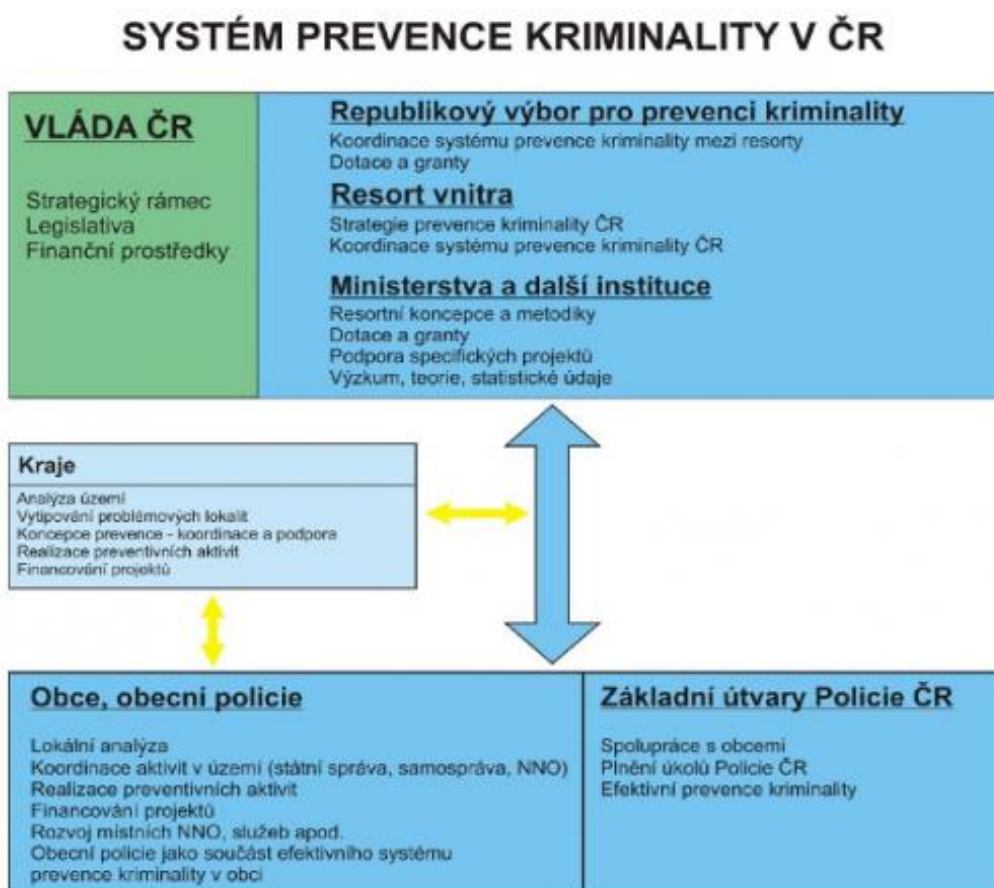 SYSTÉM PREVENCE KRIMINALITY V ČR
VLÁDA ČR
Strategický rámec
Legislativa
Finanční prostředky
Republikový výbor pro prevenci kriminality
Koordinace systému prevence kriminality mezi resorty
Dotace a granty
Resort vnitra
Strategie prevence kriminality ČR
Koordinace systému prevence kriminality ČR
Ministerstva a další instituce
Resortní koncepce a metodiky
Dotace a granty
Podpora specifických projektů
Výzkum, teorie, statistické údaje
Kraje
Analýza území
Vytipování problémových lokalit
Koncepce prevence - koordinace a podpora
Realizace preventivních aktivit
Financování projektů
Obce, obecní policie
Lokální analýza
Koordinace aktivit v území (státní správa, samospráva, NNO)
Realizace preventivních aktivit
Financování projektů
Rozvoj místních NNO, služeb apod.
Obecní policie jako součást efektivního systému
prevence kriminality v obci
Základní útvary Policie ČR
Spolupráce s obcemi
Plnění úkolů Policie ČR
Efektivní prevence kriminality